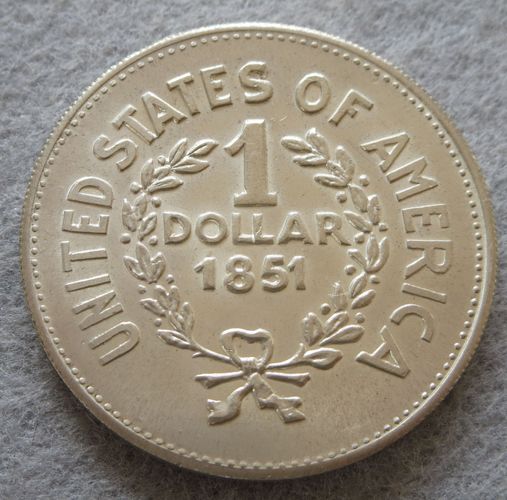 UNITED STATES OF AMERICA
1
DOLLAR
1851